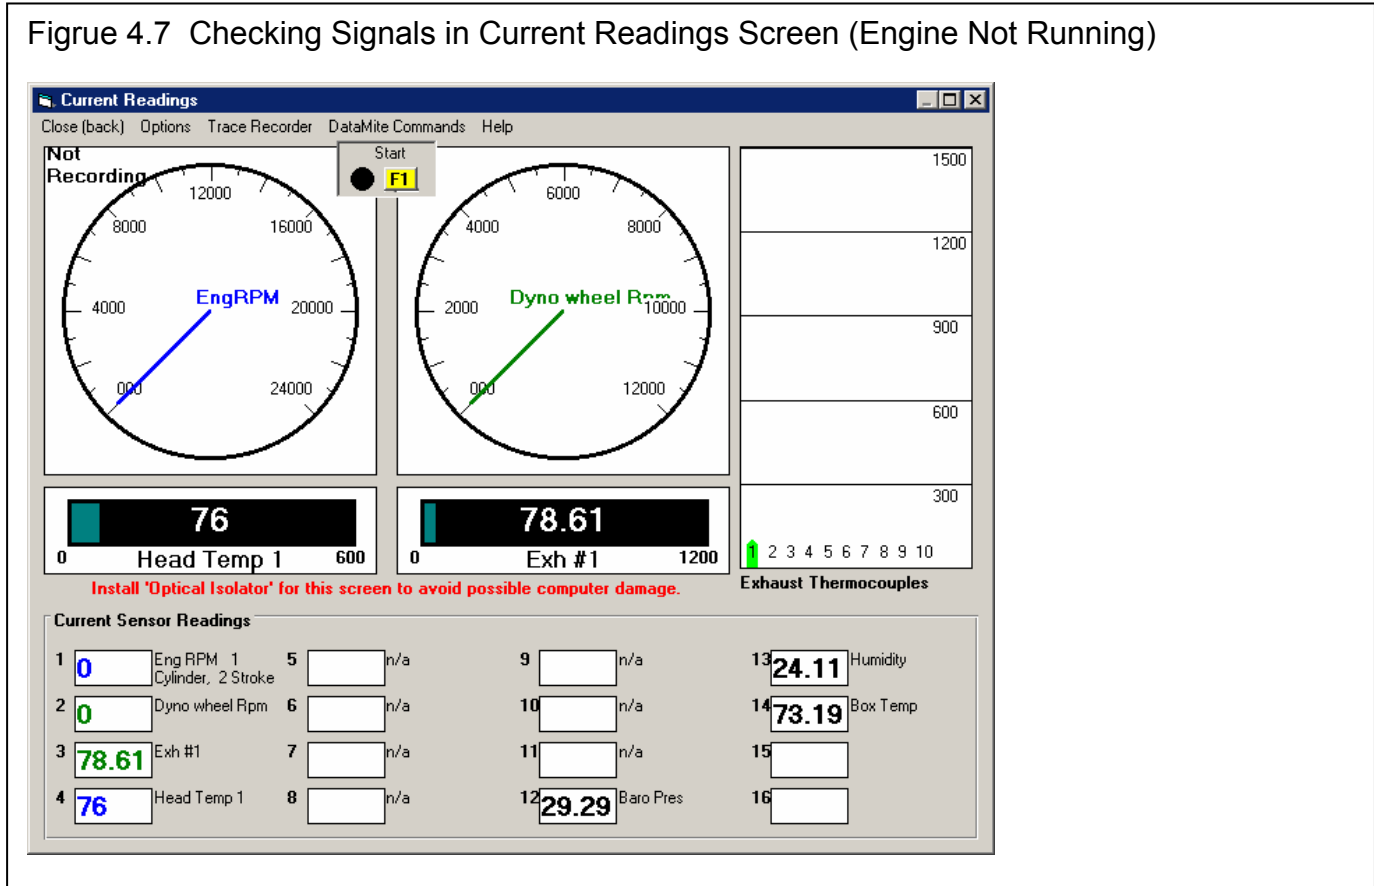 Figrue 4.7  Checking Signals in Current Readings Screen (Engine Not Running)
Current Readings
Close (back)  Options  Trace Recorder  DataMite Commands  Help
Not
Recording
Start
F1
12000
8000
16000
EngRPM
4000
20000
000
24000
6000
4000
8000
Dyno wheel Rpm
2000
10000
000
12000
1500
1200
900
600
300
1 2 3 4 5 6 7 8 9 10
Exhaust Thermocouples
76
0 Head Temp 1 600
78.61
0 Exh #1 1200
Install 'Optical Isolator' for this screen to avoid possible computer damage.
Current Sensor Readings
1 0 Eng RPM 1
Cylinder, 2 Stroke
2 0 Dyno wheel Rpm
3 78.61 Exh #1
4 76 Head Temp 1
5 n/a
6 n/a
7 n/a
8 n/a
9 n/a
10 n/a
11 n/a
12 29.29 Baro Pres
13 24.11 Humidity
14 73.19 Box Temp
15
16